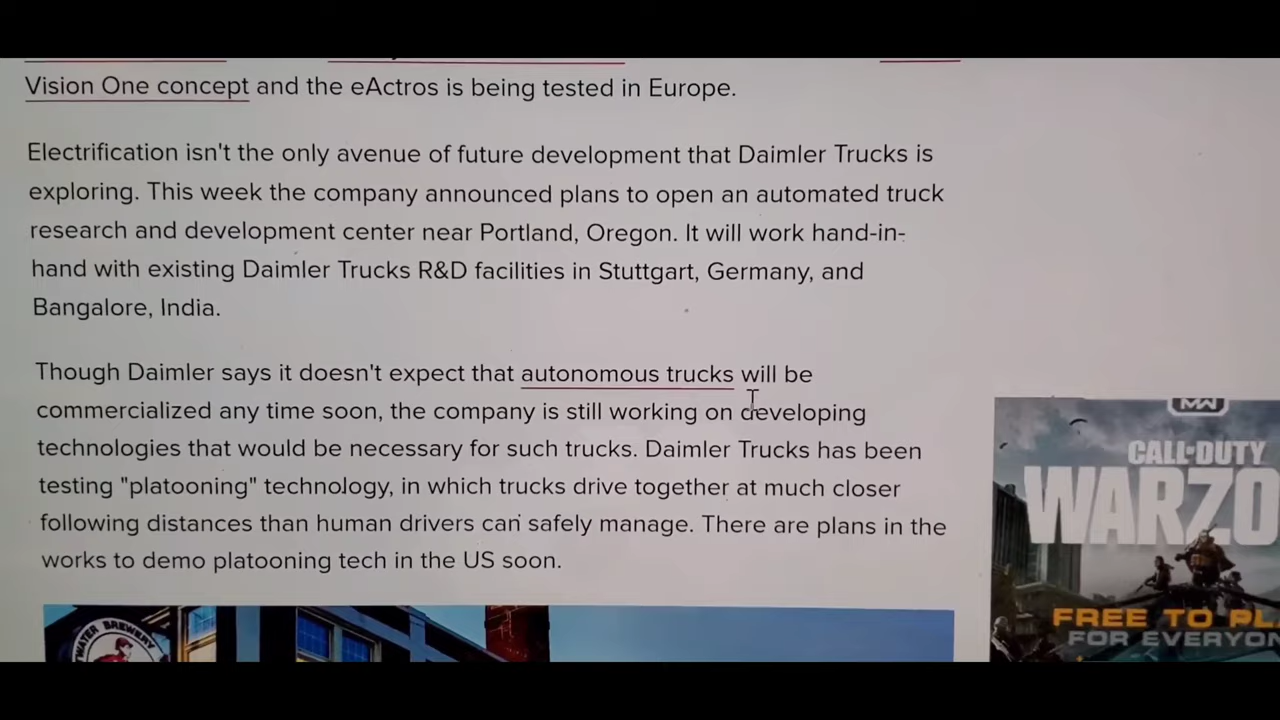 Vision One concept and the eActros is being tested in Europe.
Electrification isn't the only avenue of future development that Daimler Trucks is
exploring. This week the company announced plans to open an automated truck
research and development center near Portland, Oregon. It will work hand-in-
hand with existing Daimler Trucks R&D facilities in Stuttgart, Germany, and
Bangalore, India.
Though Daimler says it doesn't expect that autonomous trucks will be
commercialized any time soon, the company is still working on developing
technologies that would be necessary for such trucks. Daimler Trucks has been
testing "platooning" technology, in which trucks drive together at much closer
following distances than human drivers can safely manage. There are plans in the
works to demo platooning tech in the US soon.
WATER BREWERY
MW
CALL OF DUTY
WARZO
FREE TO PL
FOR EVERYON